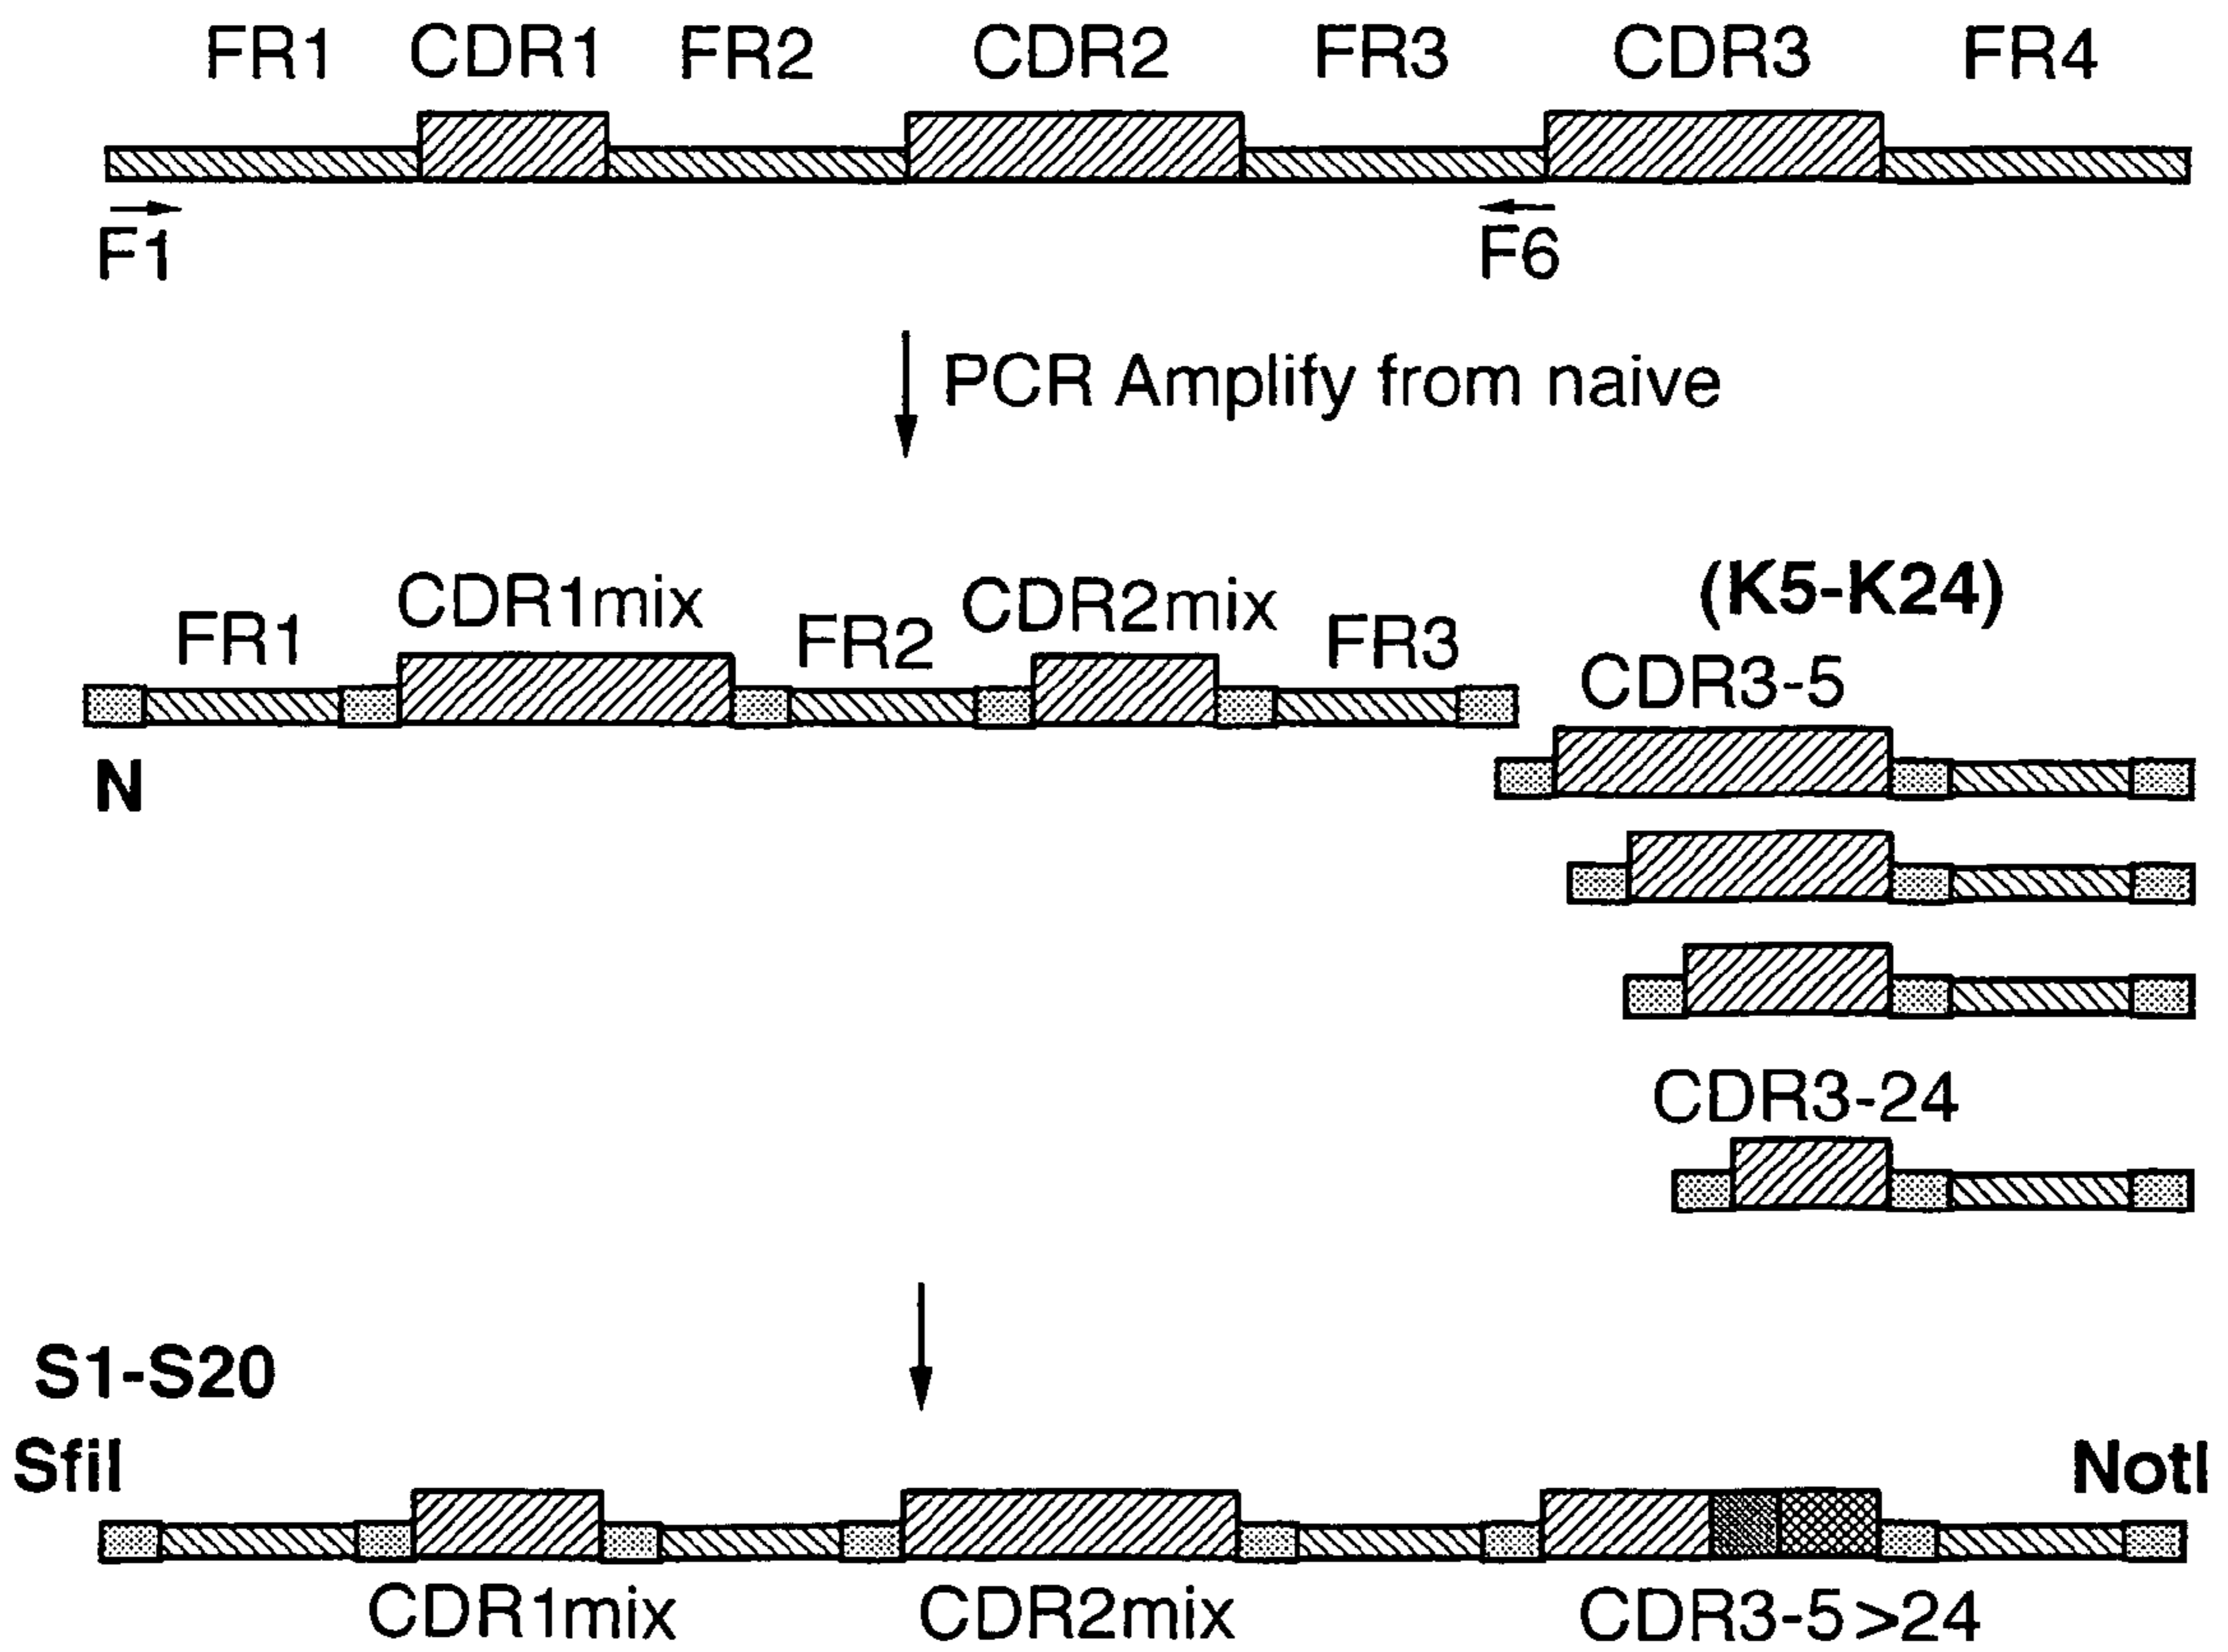 FR1 CDR1 FR2 CDR2 FR3 CDR3 FR4
F1 F6
PCR Amplify from naive
(K5-K24)
FR1 CDR1mix FR2 CDR2mix FR3 CDR3-5
N
CDR3-24
S1-S20
SfiI NotI
CDR1mix CDR2mix CDR3-5>24